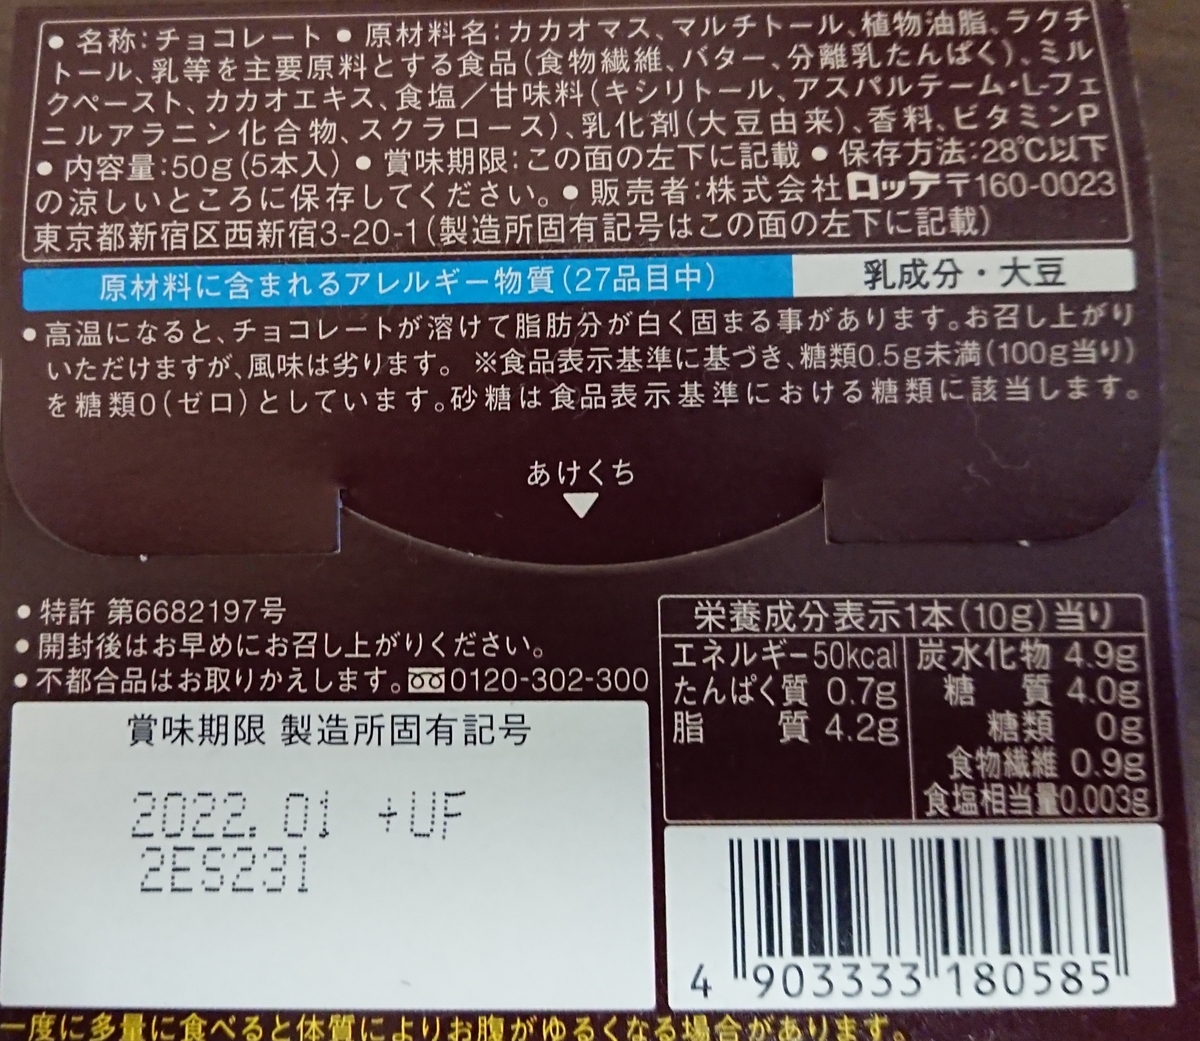 ● 名称：チョコレート ● 原材料名：カカオマス、マルチトール、植物油脂、ラクチ
トール、乳等を主要原料とする食品（食物繊維、バター、分離乳たんぱく）、ミル
クペースト、カカオエキス、食塩／甘味料（キシリトール、アスパルテーム・L-フェ
ニルアラニン化合物、スクラロース）、乳化剤（大豆由来）、香料、ビタミンP
● 内容量：50g（5本入） ● 賞味期限：この面の左下に記載 ● 保存方法：28℃以下
の涼しいところに保存してください。 ● 販売者：株式会社ロッテ〒160-0023
東京都新宿区西新宿3-20-1（製造所固有記号はこの面の左下に記載）
原材料に含まれるアレルギー物質（27品目中） 乳成分・大豆
● 高温になると、チョコレートが溶けて脂肪分が白く固まる事があります。お召し上がり
いただけますが、風味は劣ります。 ※食品表示基準に基づき、糖類0.5g未満（100g当り）
を糖類0（ゼロ）としています。砂糖は食品表示基準における糖類に該当します。
あけくち
● 特許 第6682197号
● 開封後はお早めにお召し上がりください。
● 不都合品はお取りかえします。0120-302-300
賞味期限 製造所固有記号
2022.01 +UF
2ES231
栄養成分表示1本（10g）当り
エネルギー 50kcal 炭水化物 4.9g
たんぱく質 0.7g 糖質 4.0g
脂質 4.2g 糖類 0g
食物繊維 0.9g
食塩相当量0.003g
4 903333 180585
一度に多量に食べると体質によりお腹がゆるくなる場合があります。